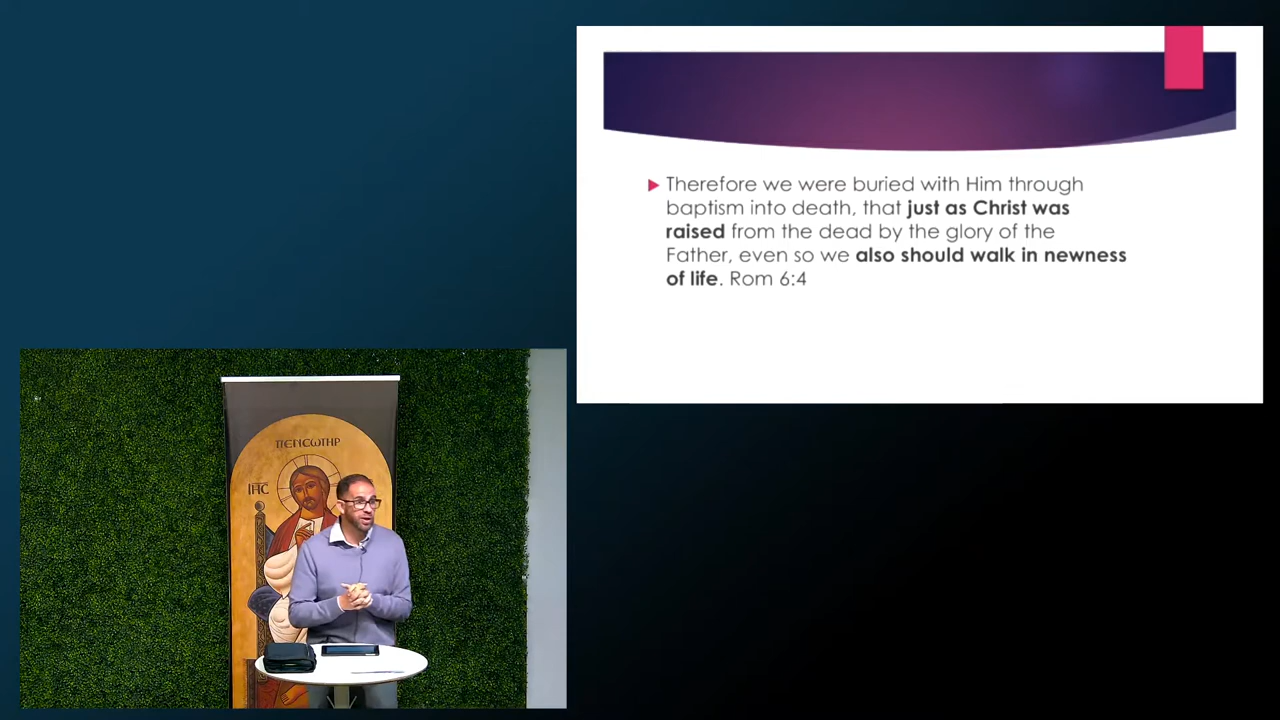 Therefore we were buried with Him through
baptism into death, that just as Christ was
raised from the dead by the glory of the
Father, even so we also should walk in newness
of life. Rom 6:4
ⲠⲈⲚⲤⲰⲦⲎⲢ
ⲒⲎⲤ